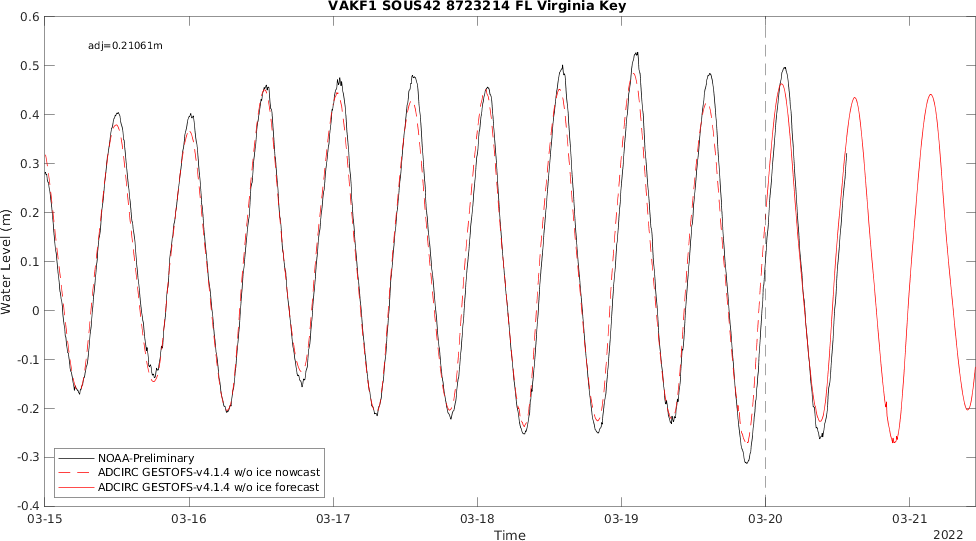 VAKF1 SOUS42 8723214 FL Virginia Key
adj=0.21061m
0.6
0.5
0.4
0.3
0.2
0.1
0
-0.1
-0.2
-0.3
-0.4
Water Level (m)
NOAA-Preliminary
ADCIRC GESTOFS-v4.1.4 w/o ice nowcast
ADCIRC GESTOFS-v4.1.4 w/o ice forecast
03-15 03-16 03-17 03-18 03-19 03-20 03-21
Time
2022